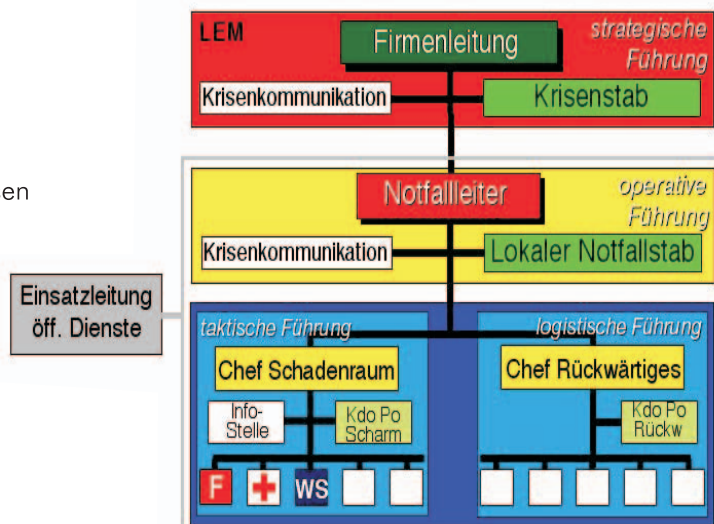 LEM
Firmenleitung
strategische
Führung
Krisenkommunikation
Krisenstab
en
Notfallleiter
operative
Führung
Krisenkommunikation
Lokaler Notfallstab
Einsatzleitung
öff. Dienste
taktische Führung
logistische Führung
Chef Schadenraum
Chef Rückwärtiges
Info-
Stelle
Kdo Po
Scharm
Kdo Po
Rückw
F
WS